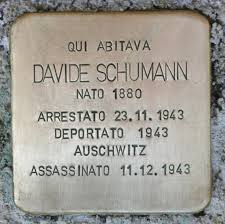 QUI ABITAVA
DAVIDE SCHUMANN
NATO 1880
ARRESTATO 23.11.1943
DEPORTATO 1943
AUSCHWITZ
ASSASSINATO 11.12.1943